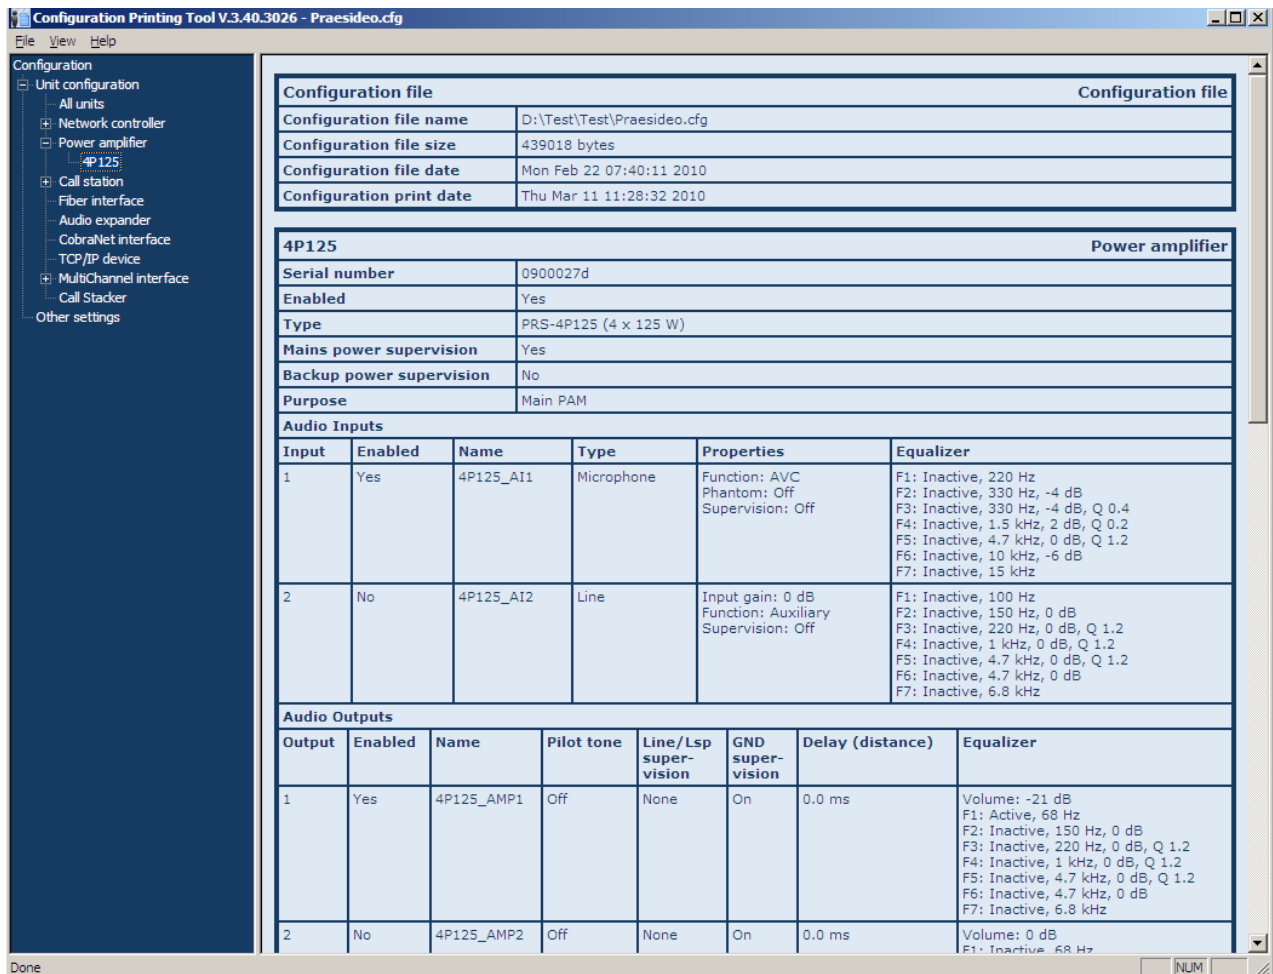 Configuration Printing Tool V.3.40.3026 - Praesideo.cfg
File View Help
Configuration
Unit configuration
All units
Network controller
Power amplifier
4P125
Call station
Fiber interface
Audio expander
CobraNet interface
TCP/IP device
MultiChannel interface
Call Stacker
Other settings
Configuration file Configuration file
Configuration file name D:\Test\Test\Praesideo.cfg
Configuration file size 439018 bytes
Configuration file date Mon Feb 22 07:40:11 2010
Configuration print date Thu Mar 11 11:28:32 2010
4P125 Power amplifier
Serial number 0900027d
Enabled Yes
Type PRS-4P125 (4 x 125 W)
Mains power supervision Yes
Backup power supervision No
Purpose Main PAM
Audio Inputs
Input Enabled Name Type Properties Equalizer
1 Yes 4P125_AI1 Microphone Function: AVC F1: Inactive, 220 Hz
Phantom: Off F2: Inactive, 330 Hz, -4 dB
Supervision: Off F3: Inactive, 330 Hz, -4 dB, Q 0.4
F4: Inactive, 1.5 kHz, 2 dB, Q 0.2
F5: Inactive, 4.7 kHz, 0 dB, Q 1.2
F6: Inactive, 10 kHz, -6 dB
F7: Inactive, 15 kHz
2 No 4P125_AI2 Line Input gain: 0 dB F1: Inactive, 100 Hz
Function: Auxiliary F2: Inactive, 150 Hz, 0 dB
Supervision: Off F3: Inactive, 220 Hz, 0 dB, Q 1.2
F4: Inactive, 1 kHz, 0 dB, Q 1.2
F5: Inactive, 4.7 kHz, 0 dB, Q 1.2
F6: Inactive, 4.7 kHz, 0 dB
F7: Inactive, 6.8 kHz
Audio Outputs
Output Enabled Name Pilot tone Line/Lsp GND Delay (distance) Equalizer
super- super-
vision vision
1 Yes 4P125_AMP1 Off None On 0.0 ms Volume: -21 dB
F1: Active, 68 Hz
F2: Inactive, 150 Hz, 0 dB
F3: Inactive, 220 Hz, 0 dB, Q 1.2
F4: Inactive, 1 kHz, 0 dB, Q 1.2
F5: Inactive, 4.7 kHz, 0 dB, Q 1.2
F6: Inactive, 4.7 kHz, 0 dB
F7: Inactive, 6.8 kHz
2 No 4P125_AMP2 Off None On 0.0 ms Volume: 0 dB
F1: Inactive, 68 Hz
Done NUM